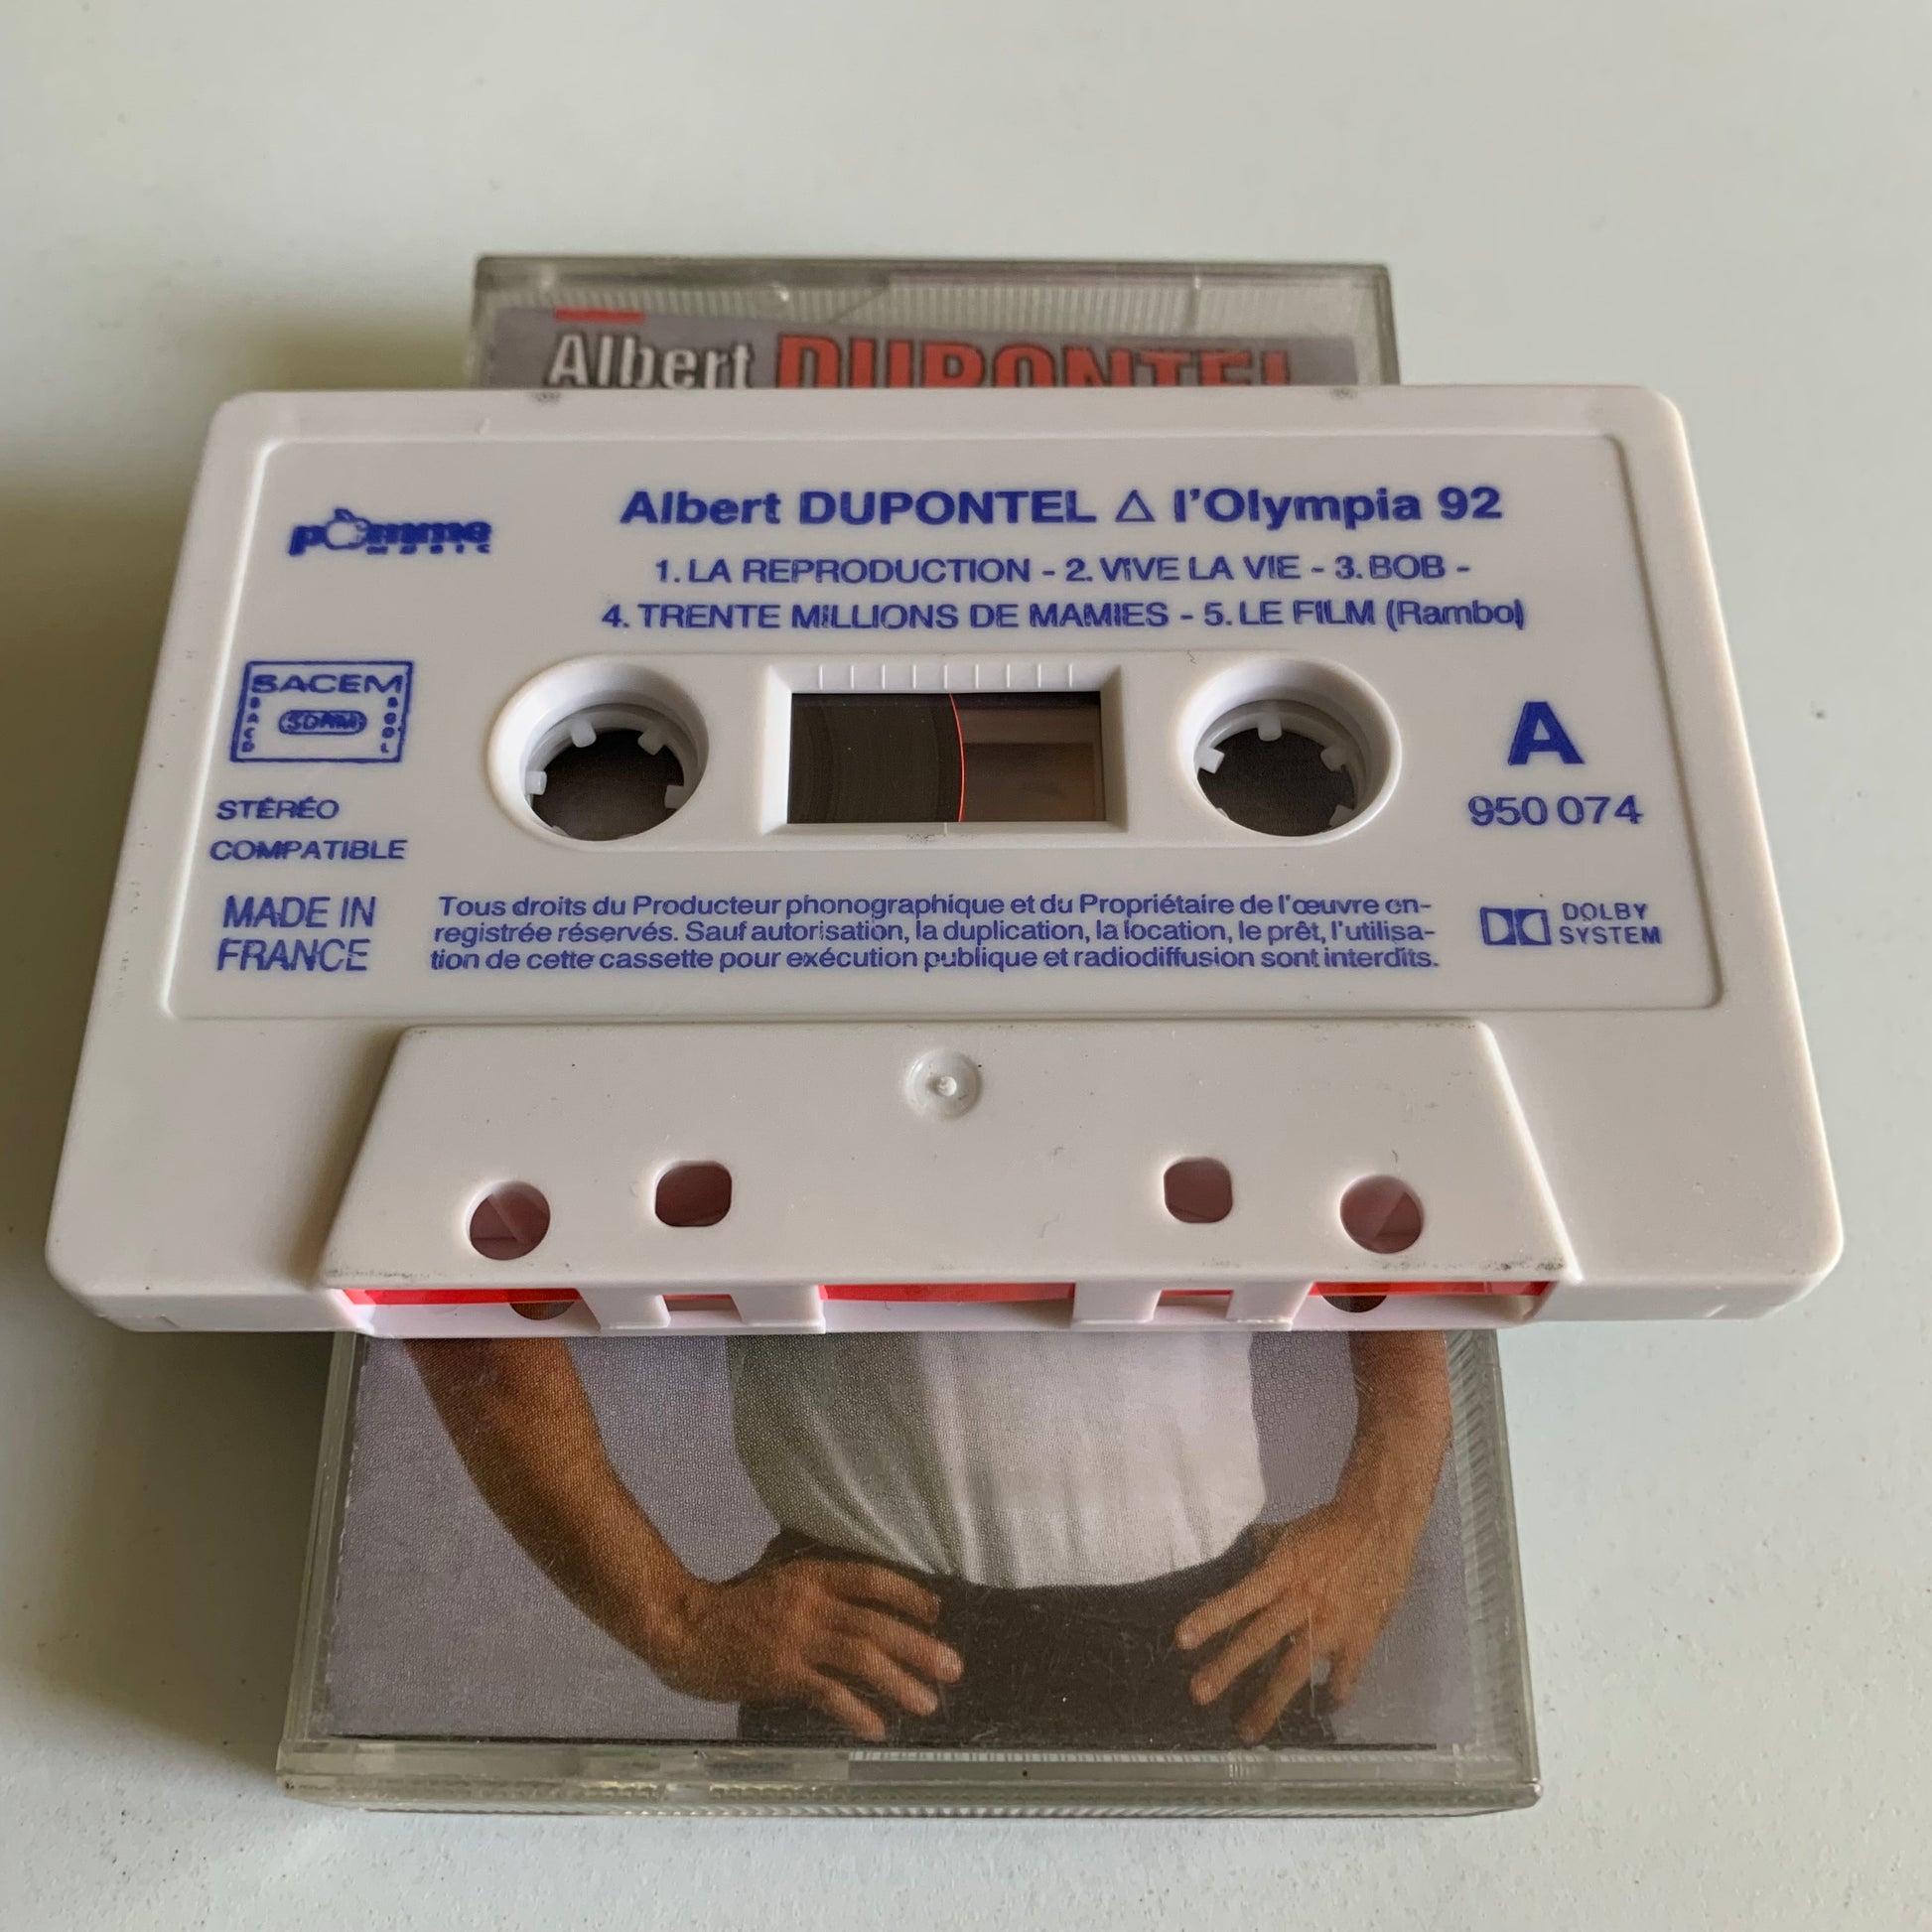 Albert DUPONTEL
Albert DUPONTEL △ l'Olympia 92
pomme
MUSIC
1. LA REPRODUCTION - 2. VIVE LA VIE - 3. BOB -
4. TRENTE MILLIONS DE MAMIES - 5. LE FILM (Rambo)
SACEM
SACD
SDRM
SGDL
STÉRÉO
COMPATIBLE
A
950 074
MADE IN
FRANCE
Tous droits du Producteur phonographique et du Propriétaire de l'œuvre en-
registrée réservés. Sauf autorisation, la duplication, la location, le prêt, l'utilisa-
tion de cette cassette pour exécution publique et radiodiffusion sont interdits.
DOLBY
SYSTEM